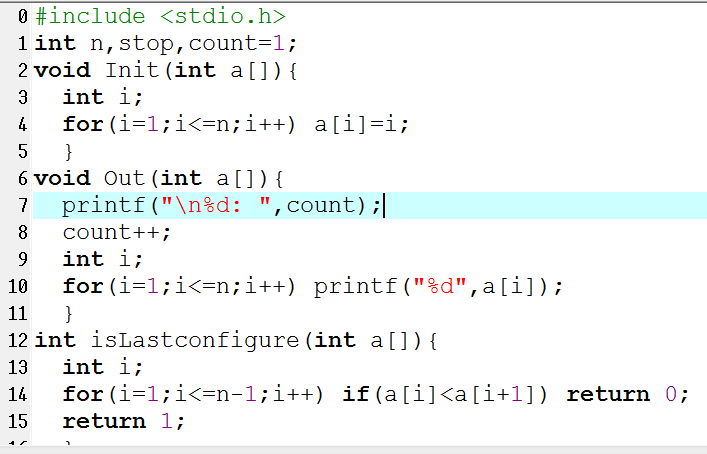 0 #include <stdio.h>
1 int n,stop,count=1;
2 void Init(int a[]){
3   int i;
4   for(i=1;i<=n;i++) a[i]=i;
5   }
6 void Out(int a[]){
7   printf("\n%d: ",count);
8   count++;
9   int i;
10   for(i=1;i<=n;i++) printf("%d",a[i]);
11   }
12 int isLastconfigure(int a[]){
13   int i;
14   for(i=1;i<=n-1;i++) if(a[i]<a[i+1]) return 0;
15   return 1;